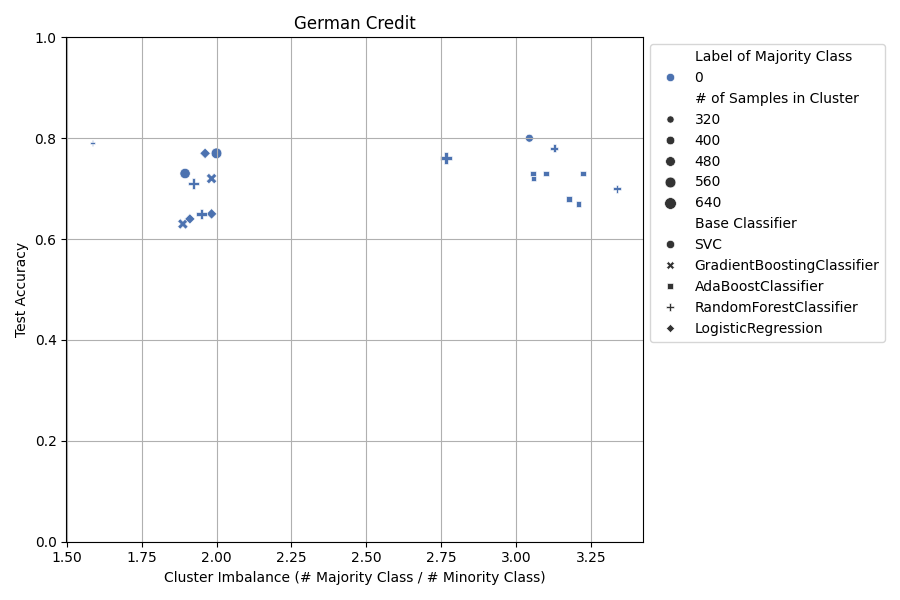 German Credit
1.0
0.8
0.6
0.4
0.2
0.0
Test Accuracy
1.50 1.75 2.00 2.25 2.50 2.75 3.00 3.25
Cluster Imbalance (# Majority Class / # Minority Class)
Label of Majority Class
0
# of Samples in Cluster
320
400
480
560
640
Base Classifier
SVC
GradientBoostingClassifier
AdaBoostClassifier
RandomForestClassifier
LogisticRegression